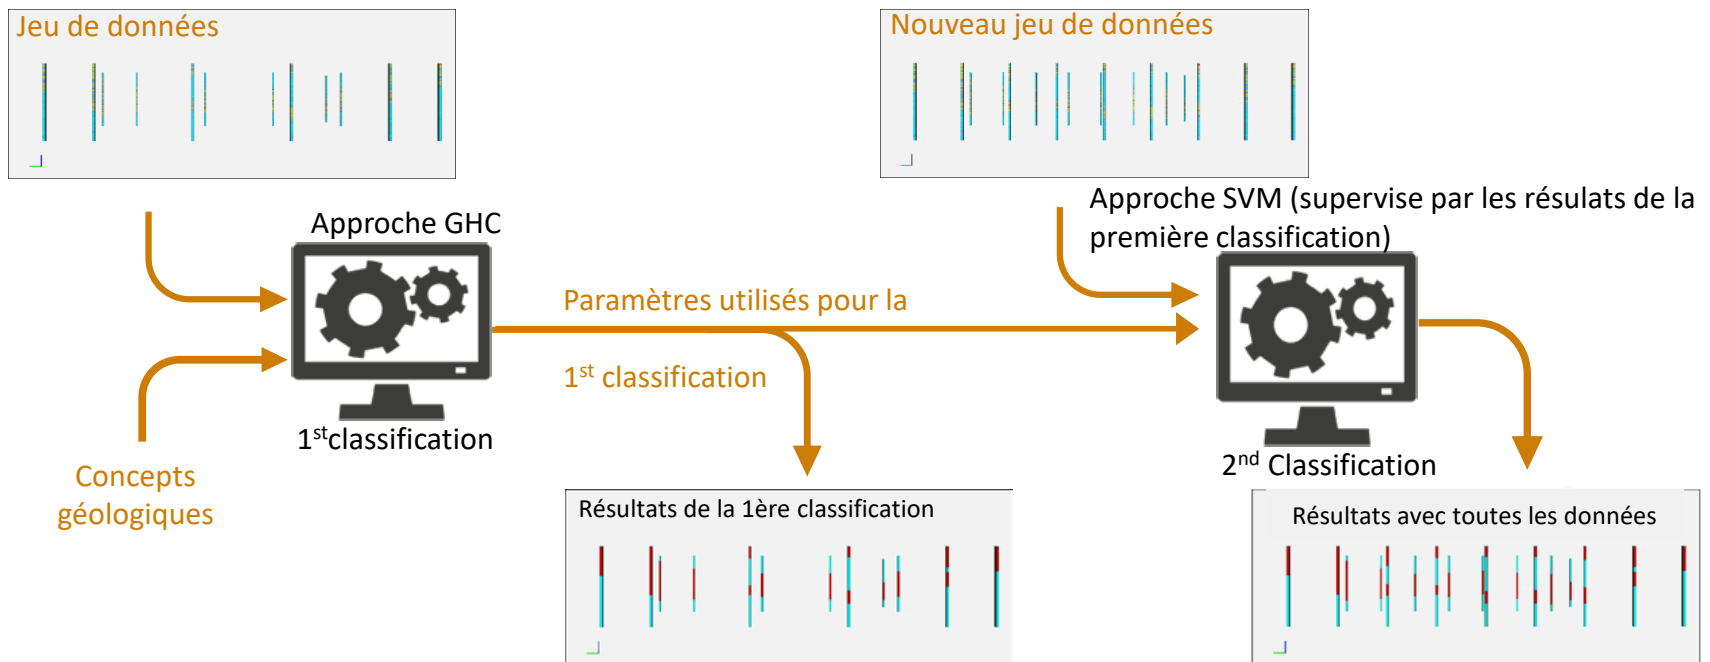 Jeu de données
Nouveau jeu de données
Approche GHC
Approche SVM (supervise par les résulats de la
première classification)
Paramètres utilisés pour la
1st classification
1stclassification
2nd Classification
Concepts
géologiques
Résultats de la 1ère classification
Résultats avec toutes les données